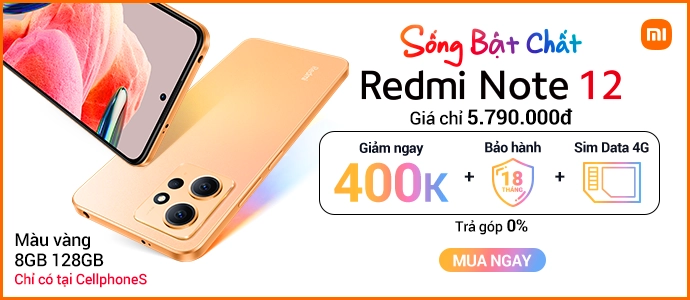 Sống Bật Chất
mi
Redmi Note 12
Giá chỉ 5.790.000đ
Giảm ngay
400K
+
Bảo hành
18
THÁNG
+
Sim Data 4G
Trả góp 0%
MUA NGAY
Màu vàng
8GB 128GB
Chỉ có tại CellphoneS